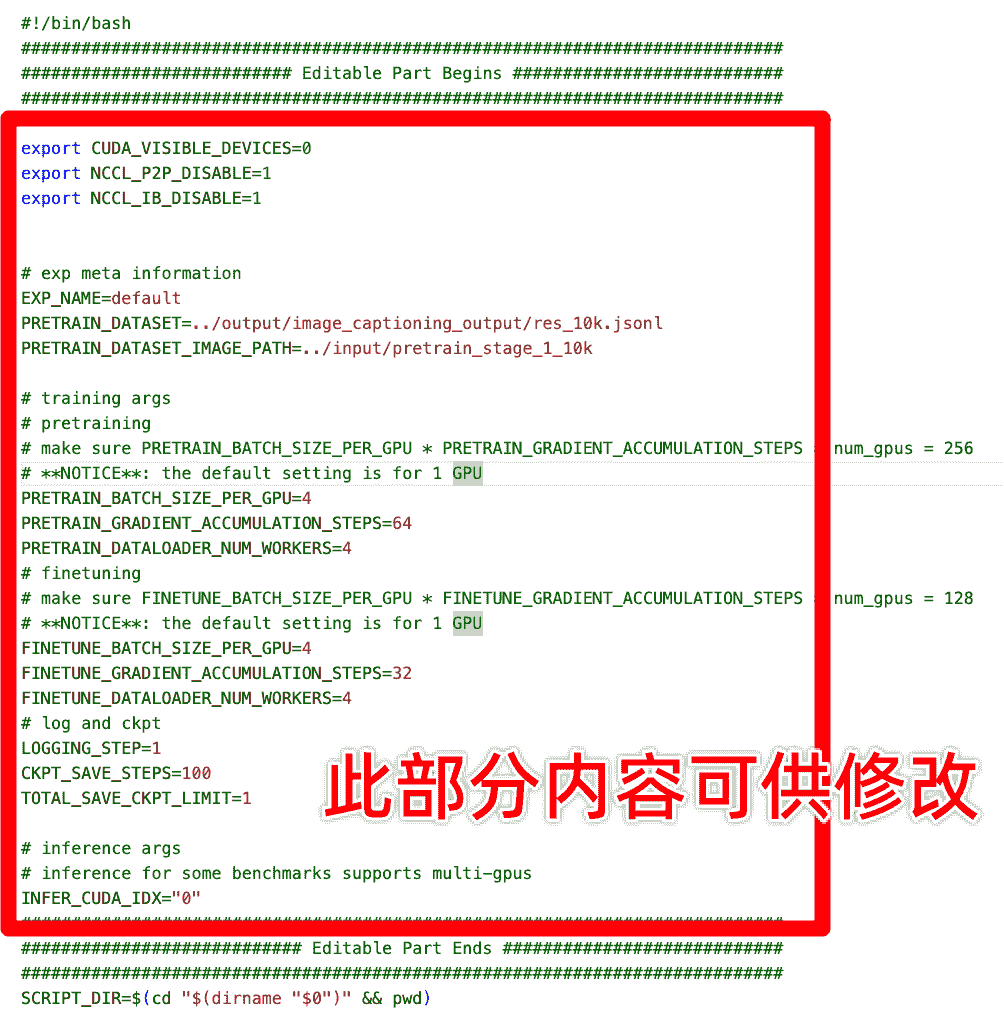 #!/bin/bash
############################################################################
########################### Editable Part Begins ###########################
############################################################################
export CUDA_VISIBLE_DEVICES=0
export NCCL_P2P_DISABLE=1
export NCCL_IB_DISABLE=1
# exp meta information
EXP_NAME=default
PRETRAIN_DATASET=../output/image_captioning_output/res_10k.jsonl
PRETRAIN_DATASET_IMAGE_PATH=../input/pretrain_stage_1_10k
# training args
# pretraining
# make sure PRETRAIN_BATCH_SIZE_PER_GPU * PRETRAIN_GRADIENT_ACCUMULATION_STEPS num_gpus = 256
# **NOTICE**: the default setting is for 1 GPU
PRETRAIN_BATCH_SIZE_PER_GPU=4
PRETRAIN_GRADIENT_ACCUMULATION_STEPS=64
PRETRAIN_DATALOADER_NUM_WORKERS=4
# finetuning
# make sure FINETUNE_BATCH_SIZE_PER_GPU * FINETUNE_GRADIENT_ACCUMULATION_STEPS num_gpus = 128
# **NOTICE**: the default setting is for 1 GPU
FINETUNE_BATCH_SIZE_PER_GPU=4
FINETUNE_GRADIENT_ACCUMULATION_STEPS=32
FINETUNE_DATALOADER_NUM_WORKERS=4
# log and ckpt
LOGGING_STEP=1
CKPT_SAVE_STEPS=100
TOTAL_SAVE_CKPT_LIMIT=1
此部分内容可供修改
# inference args
# inference for some benchmarks supports multi-gpus
INFER_CUDA_IDX="0"
############################################################################
############################ Editable Part Ends ############################
############################################################################
SCRIPT_DIR=$(cd "$(dirname "$0")" && pwd)